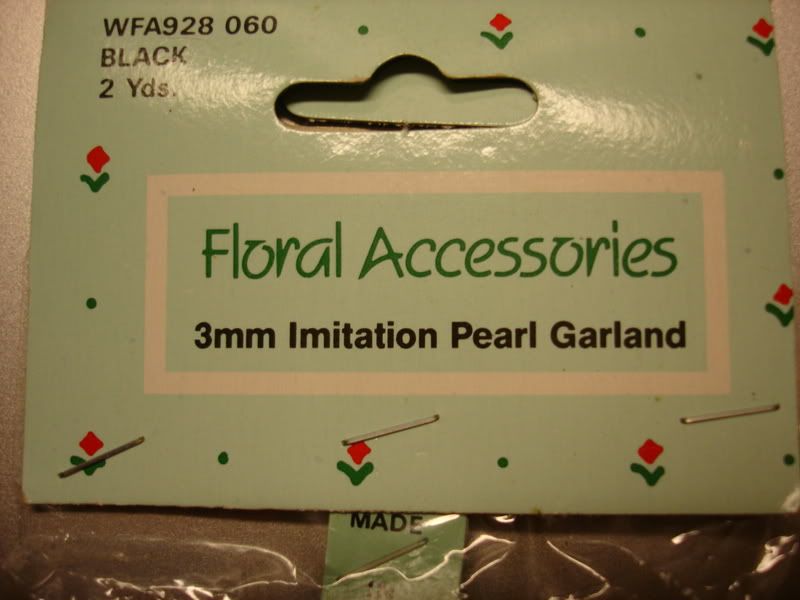 WFA928 060
BLACK
2 Yds.
Floral Accessories
3mm Imitation Pearl Garland
MADE